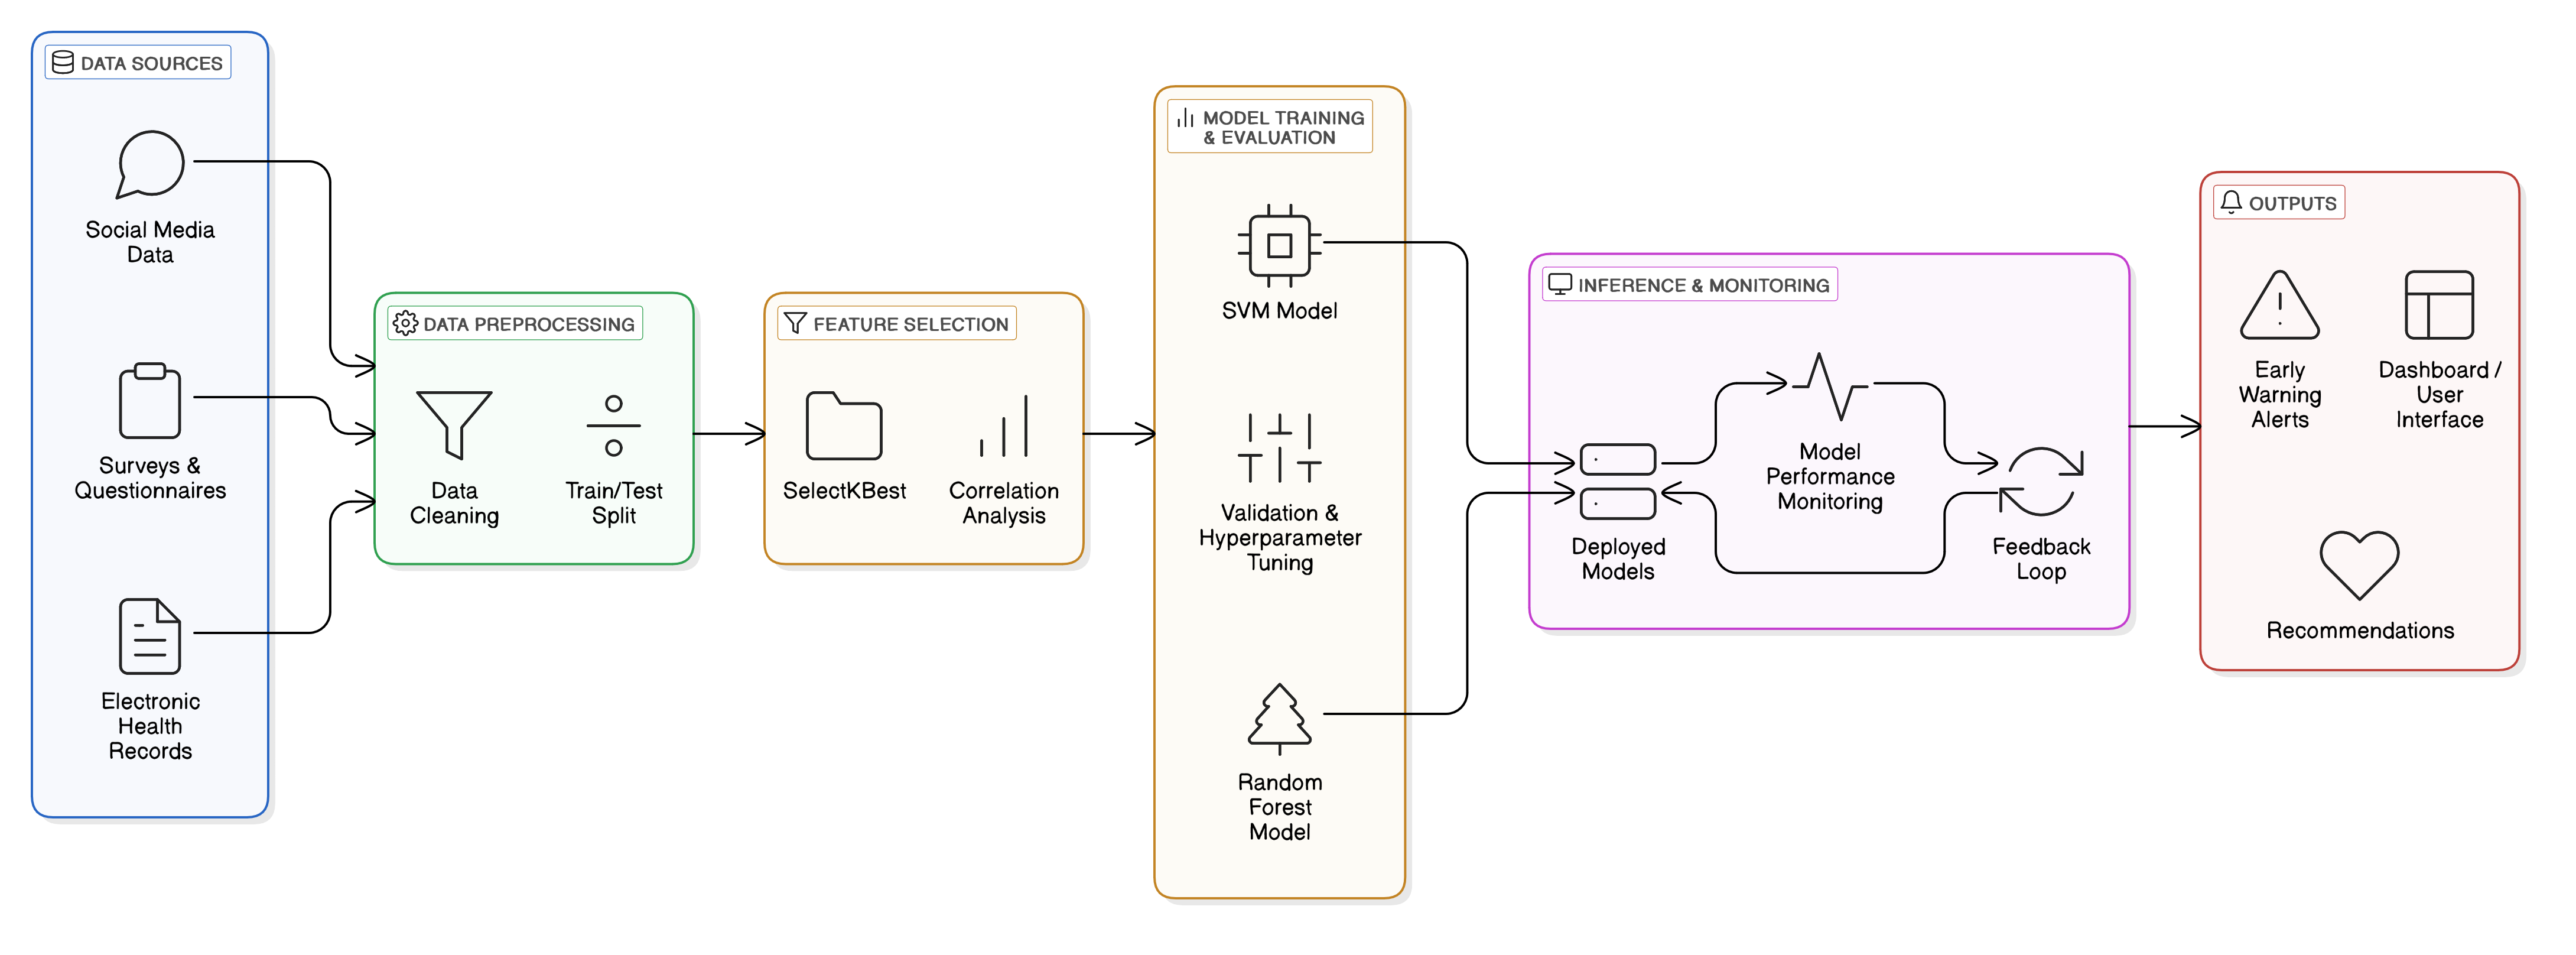 DATA SOURCES
Social Media
Data
Surveys &
Questionnaires
Electronic
Health
Records
DATA PREPROCESSING
Data
Cleaning
Train/Test
Split
FEATURE SELECTION
SelectKBest
Correlation
Analysis
MODEL TRAINING
& EVALUATION
SVM Model
Validation &
Hyperparameter
Tuning
Random
Forest
Model
INFERENCE & MONITORING
Deployed
Models
Model
Performance
Monitoring
Feedback
Loop
OUTPUTS
Early
Warning
Alerts
Dashboard /
User
Interface
Recommendations